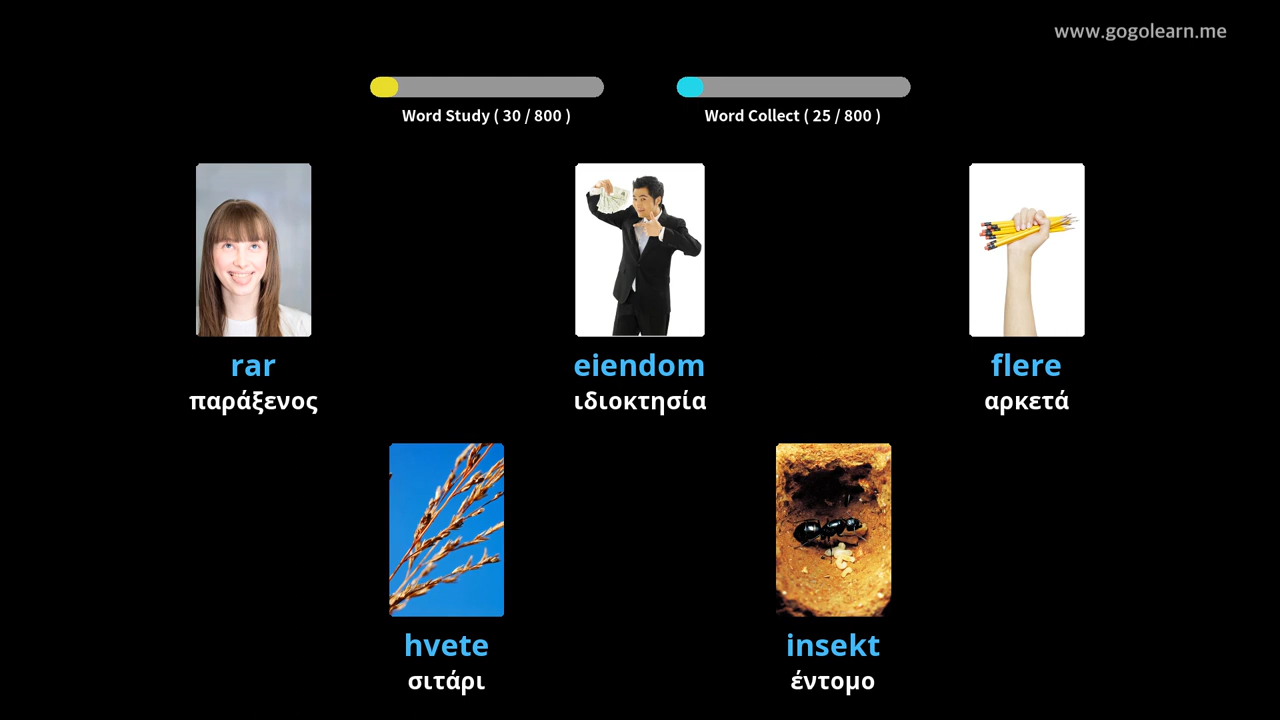 www.gogolearn.me
Word Study ( 30 / 800 )
Word Collect ( 25 / 800 )
rar
παράξενος
eiendom
ιδιοκτησία
flere
αρκετά
hvete
σιτάρι
insekt
έντομο